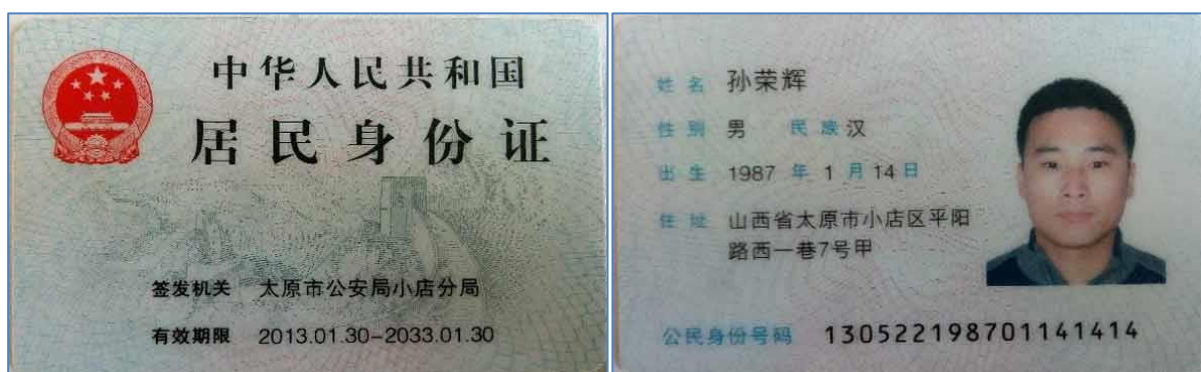 中华人民共和国
居民身份证
签发机关 太原市公安局小店分局
有效期限 2013.01.30-2033.01.30
姓名 孙荣辉
性别 男 民族 汉
出生 1987 年 1 月 14 日
住址 山西省太原市小店区平阳
路西一巷7号甲
公民身份号码 130522198701141414